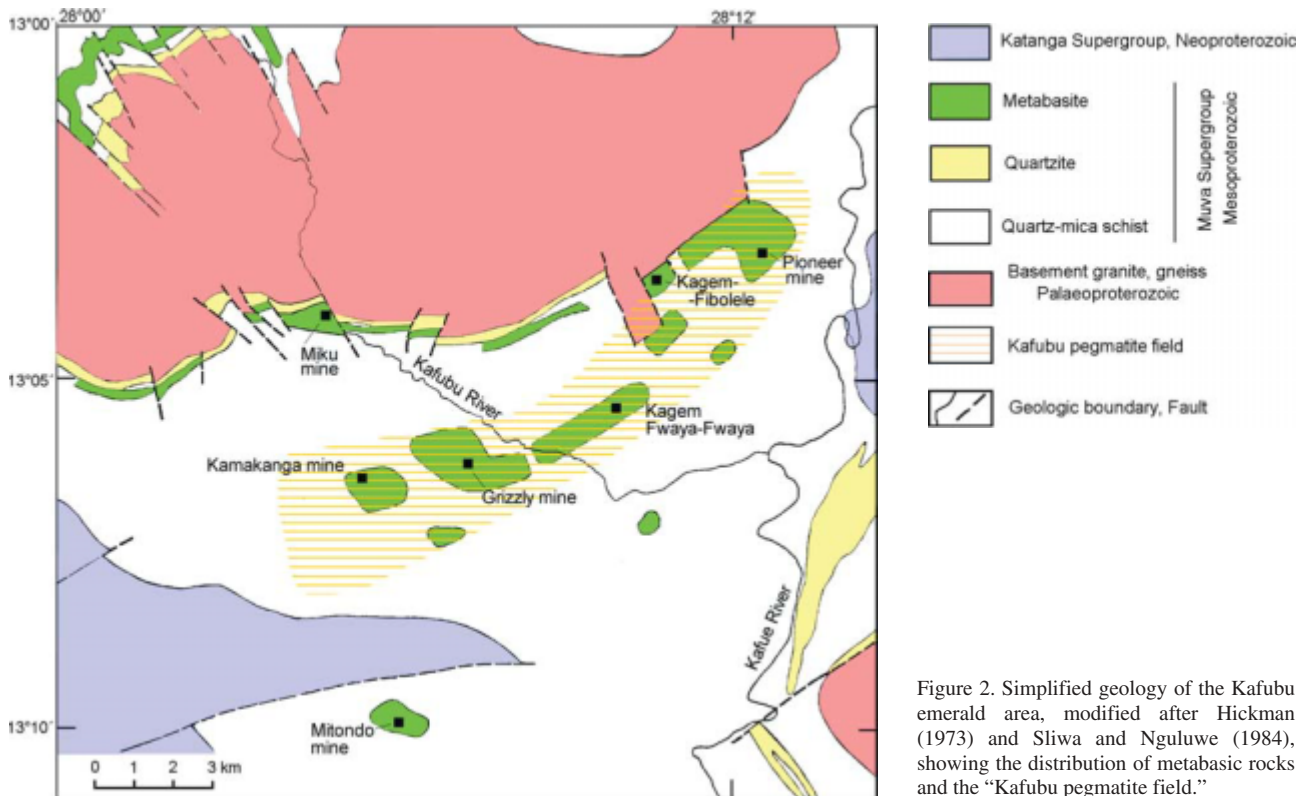 28°00'
28°12'
13°00'
13°05'
13°10'
Pioneer
mine
Kagem-
-Fibolele
Miku
mine
Kafubu River
Kagem
Fwaya-Fwaya
Kamakanga mine
Grizzly mine
Kafue River
Mitondo
mine
0 1 2 3 km
Katanga Supergroup, Neoproterozoic
Metabasite
Quartzite
Quartz-mica schist
Muva Supergroup
Mesoproterozoic
Basement granite, gneiss
Palaeoproterozoic
Kafubu pegmatite field
Geologic boundary, Fault
Figure 2. Simplified geology of the Kafubu
emerald area, modified after Hickman
(1973) and Sliwa and Nguluwe (1984),
showing the distribution of metabasic rocks
and the “Kafubu pegmatite field.”